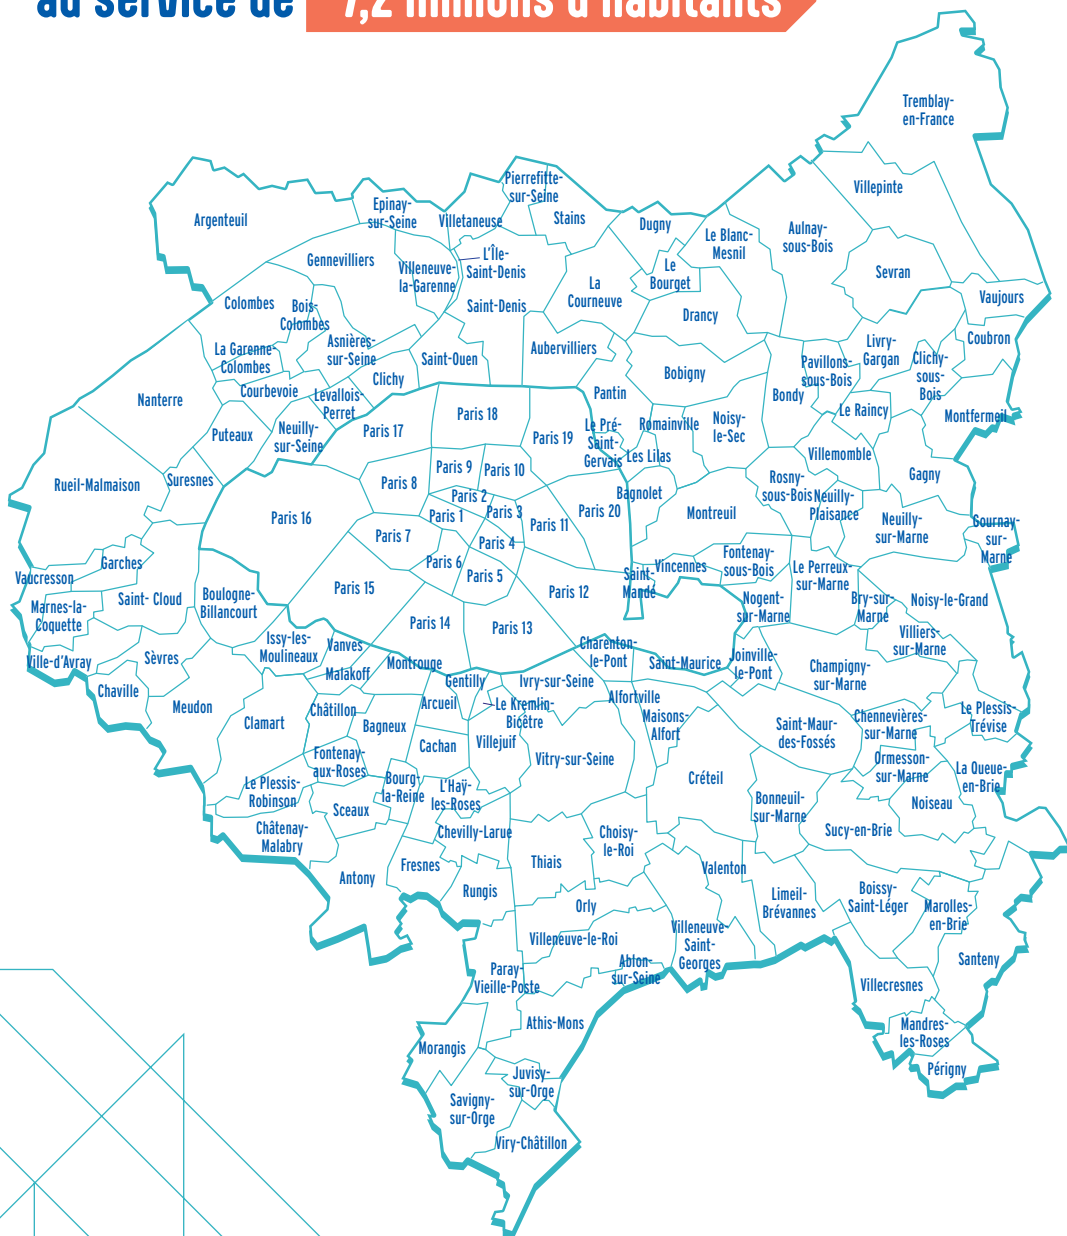 au service de 7,2 millions d'habitants
Tremblay-
en-France
Villepinte
Pierrefitte-
sur-Seine
Argenteuil
Epinay-
sur-Seine
Villetaneuse
Stains
Dugny
Le Blanc-
Mesnil
Aulnay-
sous-Bois
Sevran
Gennevilliers
Villeneuve-
la-Garenne
L'Île-
Saint-Denis
Saint-Denis
La
Courneuve
Le
Bourget
Drancy
Vaujours
Coubron
Colombes
Bois-
Colombes
La Garenne-
Colombes
Asnières-
sur-Seine
Saint-Ouen
Aubervilliers
Bobigny
Pavillons-
sous-Bois
Livry-
Gargan
Clichy-
sous-
Bois
Montfermeil
Nanterre
Courbevoie
Levallois-
Perret
Clichy
Pantin
Bondy
Le Raincy
Puteaux
Neuilly-
sur-Seine
Paris 17
Paris 18
Paris 19
Le Pré-
Saint-
Gervais
Romainville
Les Lilas
Noisy-
le-Sec
Villemomble
Gagny
Rueil-Malmaison
Suresnes
Paris 8
Paris 9
Paris 10
Paris 2
Paris 1
Paris 3
Paris 4
Paris 11
Paris 20
Bagnolet
Montreuil
Rosny-
sous-Bois
Neuilly-
Plaisance
Neuilly-
sur-Marne
Gournay-
sur-
Marne
Paris 16
Paris 7
Paris 6
Paris 5
Paris 12
Paris 15
Paris 14
Paris 13
Saint-
Mandé
Vincennes
Fontenay-
sous-Bois
Le Perreux-
sur-Marne
Nogent-
sur-Marne
Bry-sur-
Marne
Noisy-le-Grand
Villiers-
sur-Marne
Garches
Vaucresson
Marnes-la-
Coquette
Saint- Cloud
Boulogne-
Billancourt
Ville-d'Avray
Sèvres
Chaville
Meudon
Issy-les-
Moulineaux
Vanves
Malakoff
Montrouge
Gentilly
Ivry-sur-Seine
Charenton-
le-Pont
Saint-Maurice
Joinville-
le-Pont
Champigny-
sur-Marne
Clamart
Châtillon
Bagneux
Arcueil
Le Kremlin-
Bicêtre
Alfortville
Maisons-
Alfort
Saint-Maur-
des-Fossés
Chennevières-
sur-Marne
Le Plessis-
Trévise
Cachan
Villejuif
Vitry-sur-Seine
Créteil
Ormesson-
sur-Marne
La Queue-
en-Brie
Fontenay-
aux-Roses
Le Plessis-
Robinson
Sceaux
Bourg-
la-Reine
L'Haÿ-
les-Roses
Bonneuil-
sur-Marne
Noiseau
Sucy-en-Brie
Châtenay-
Malabry
Chevilly-Larue
Thiais
Choisy-
le-Roi
Valenton
Limeil-
Brévannes
Boissy-
Saint-Léger
Marolles-
en-Brie
Antony
Fresnes
Rungis
Orly
Villeneuve-le-Roi
Villeneuve-
Saint-
Georges
Ablon-
sur-Seine
Santeny
Villecresnes
Paray-
Vieille-Poste
Athis-Mons
Mandres-
les-Roses
Périgny
Morangis
Juvisy-
sur-Orge
Savigny-
sur-Orge
Viry-Châtillon